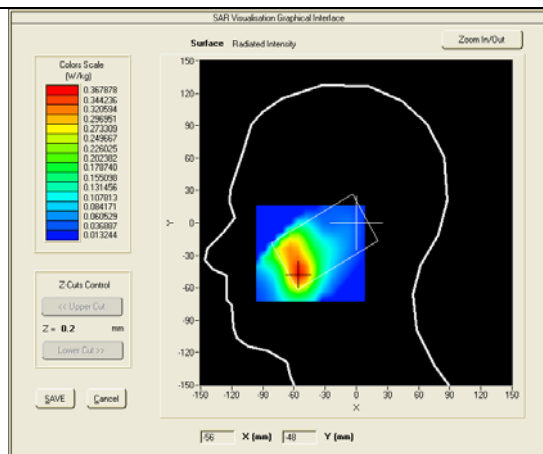 SAR Visualisation Graphical Interface
Surface Radiated Intensity
Zoom In/Out
Colors Scale
(W/kg)
0.367878
0.344236
0.320594
0.296951
0.273309
0.249667
0.226025
0.202382
0.178740
0.155098
0.131456
0.107813
0.084171
0.060529
0.036887
0.013244
Z-Cuts Control
<< Upper Cut
Z = 0.2 mm
Lower Cut >>
SAVE Cancel
150
120
90
60
30
0
-30
-60
-90
-120
-150
Y
-150 -120 -90 -60 -30 0 30 60 90 120 150
X
-56 X (mm) -48 Y (mm)